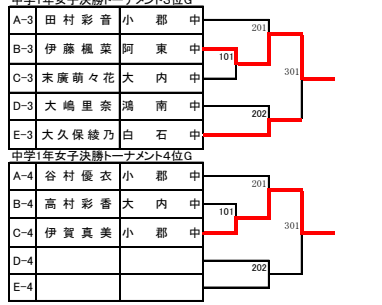 中学1年女子決勝トーナメント3位G
A-3 田村彩音 小郡中
201
B-3 伊藤楓菜 阿東中
101
C-3 末廣萌々花 大内中
301
D-3 大嶋里奈 鴻南中
202
E-3 大久保綾乃 白石中
中学1年女子決勝トーナメント4位G
A-4 谷村優衣 小郡中
201
B-4 高村彩香 大内中
101
C-4 伊賀真美 小郡中
301
D-4
202
E-4